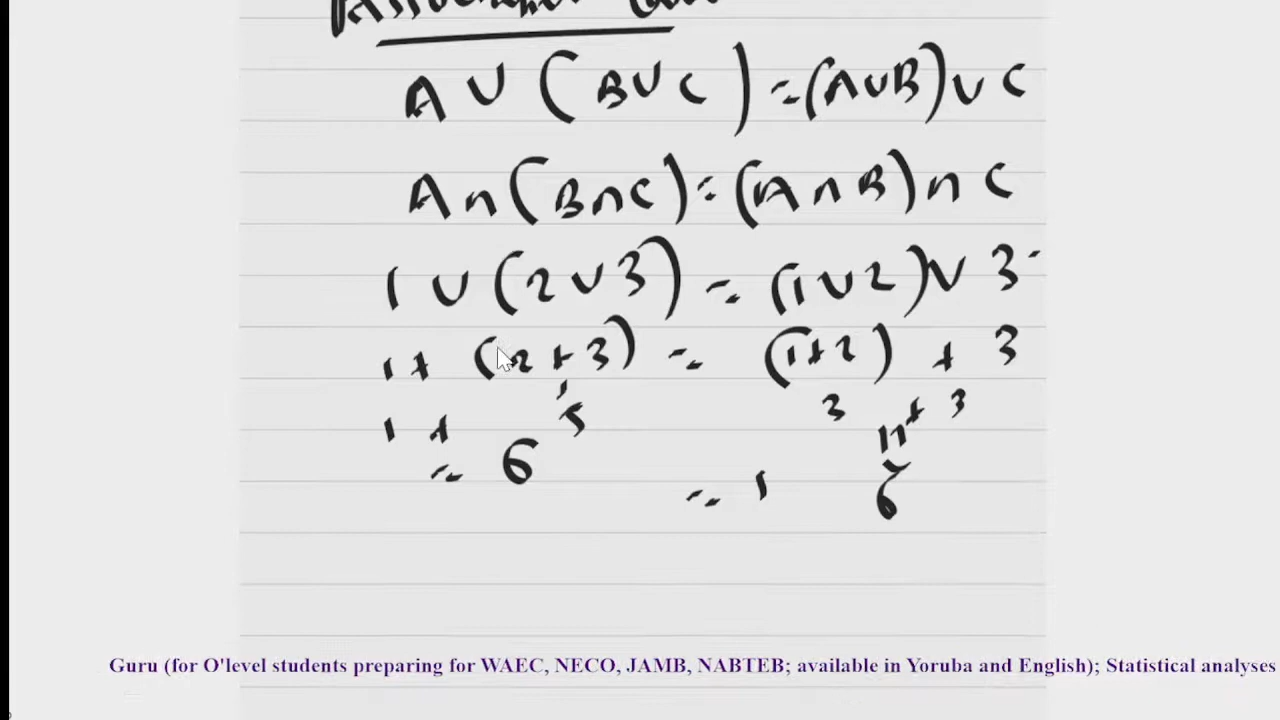 A ∪ (B ∪ C) = (A ∪ B) ∪ C
A ∩ (B ∩ C) = (A ∩ B) ∩ C
1 ∪ (2 ∪ 3) = (1 ∪ 2) ∪ 3
1 + (2 + 3) = (1 + 2) + 3
1 + 5 3 + 3
= 6 = 6
Guru (for O'level students preparing for WAEC, NECO, JAMB, NABTEB; available in Yoruba and English); Statistical analyses